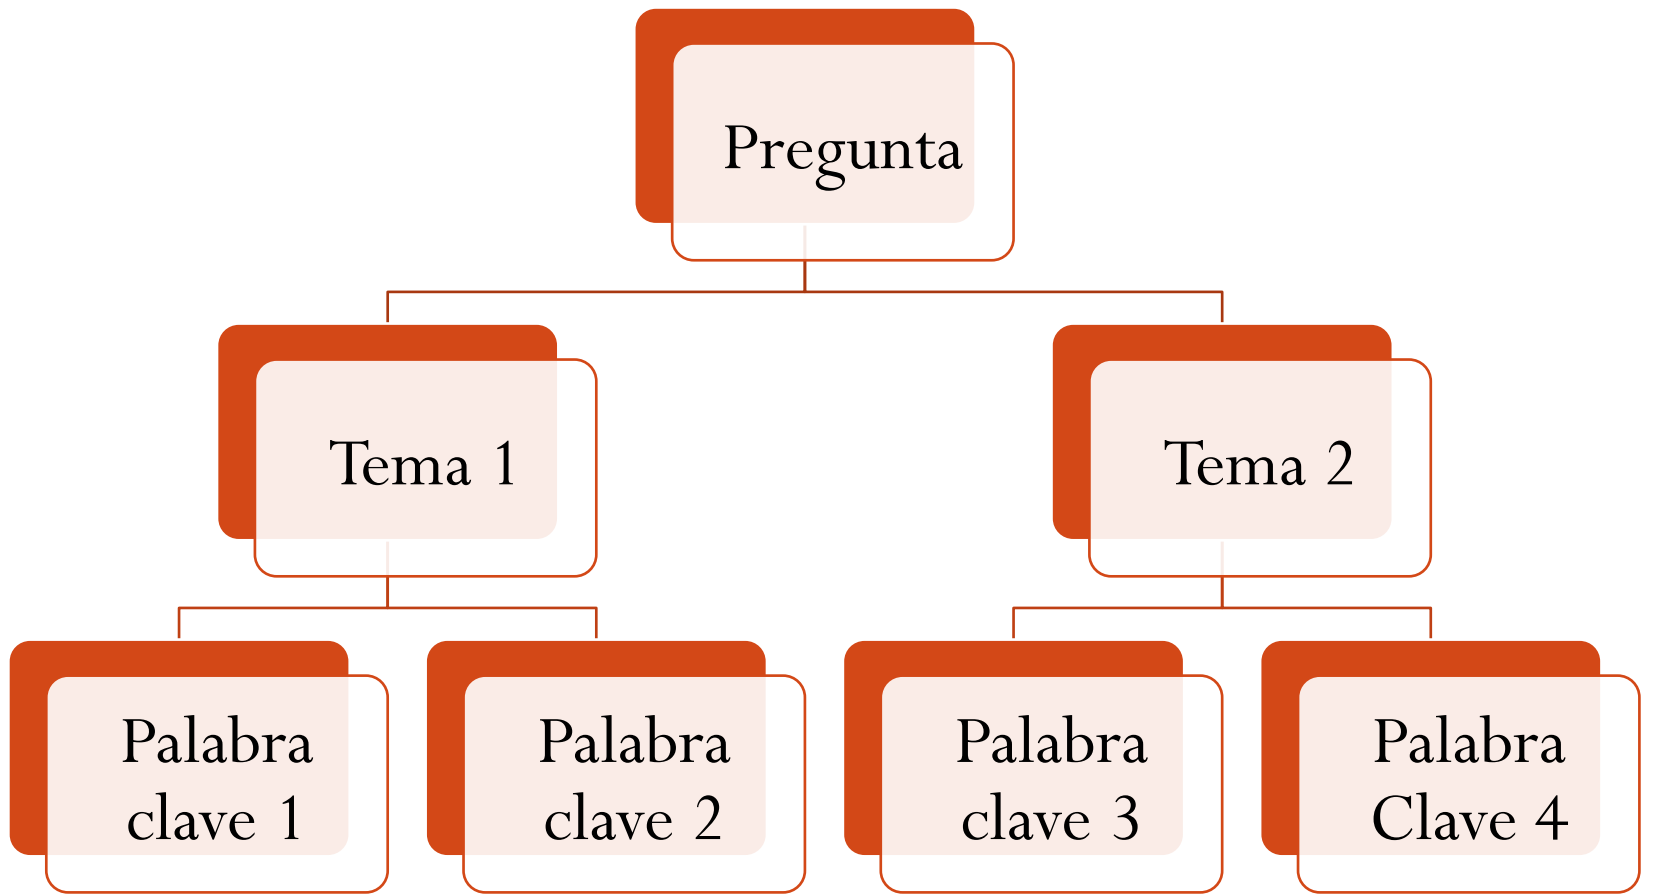 Pregunta
Tema 1
Tema 2
Palabra
clave 1
Palabra
clave 2
Palabra
clave 3
Palabra
Clave 4